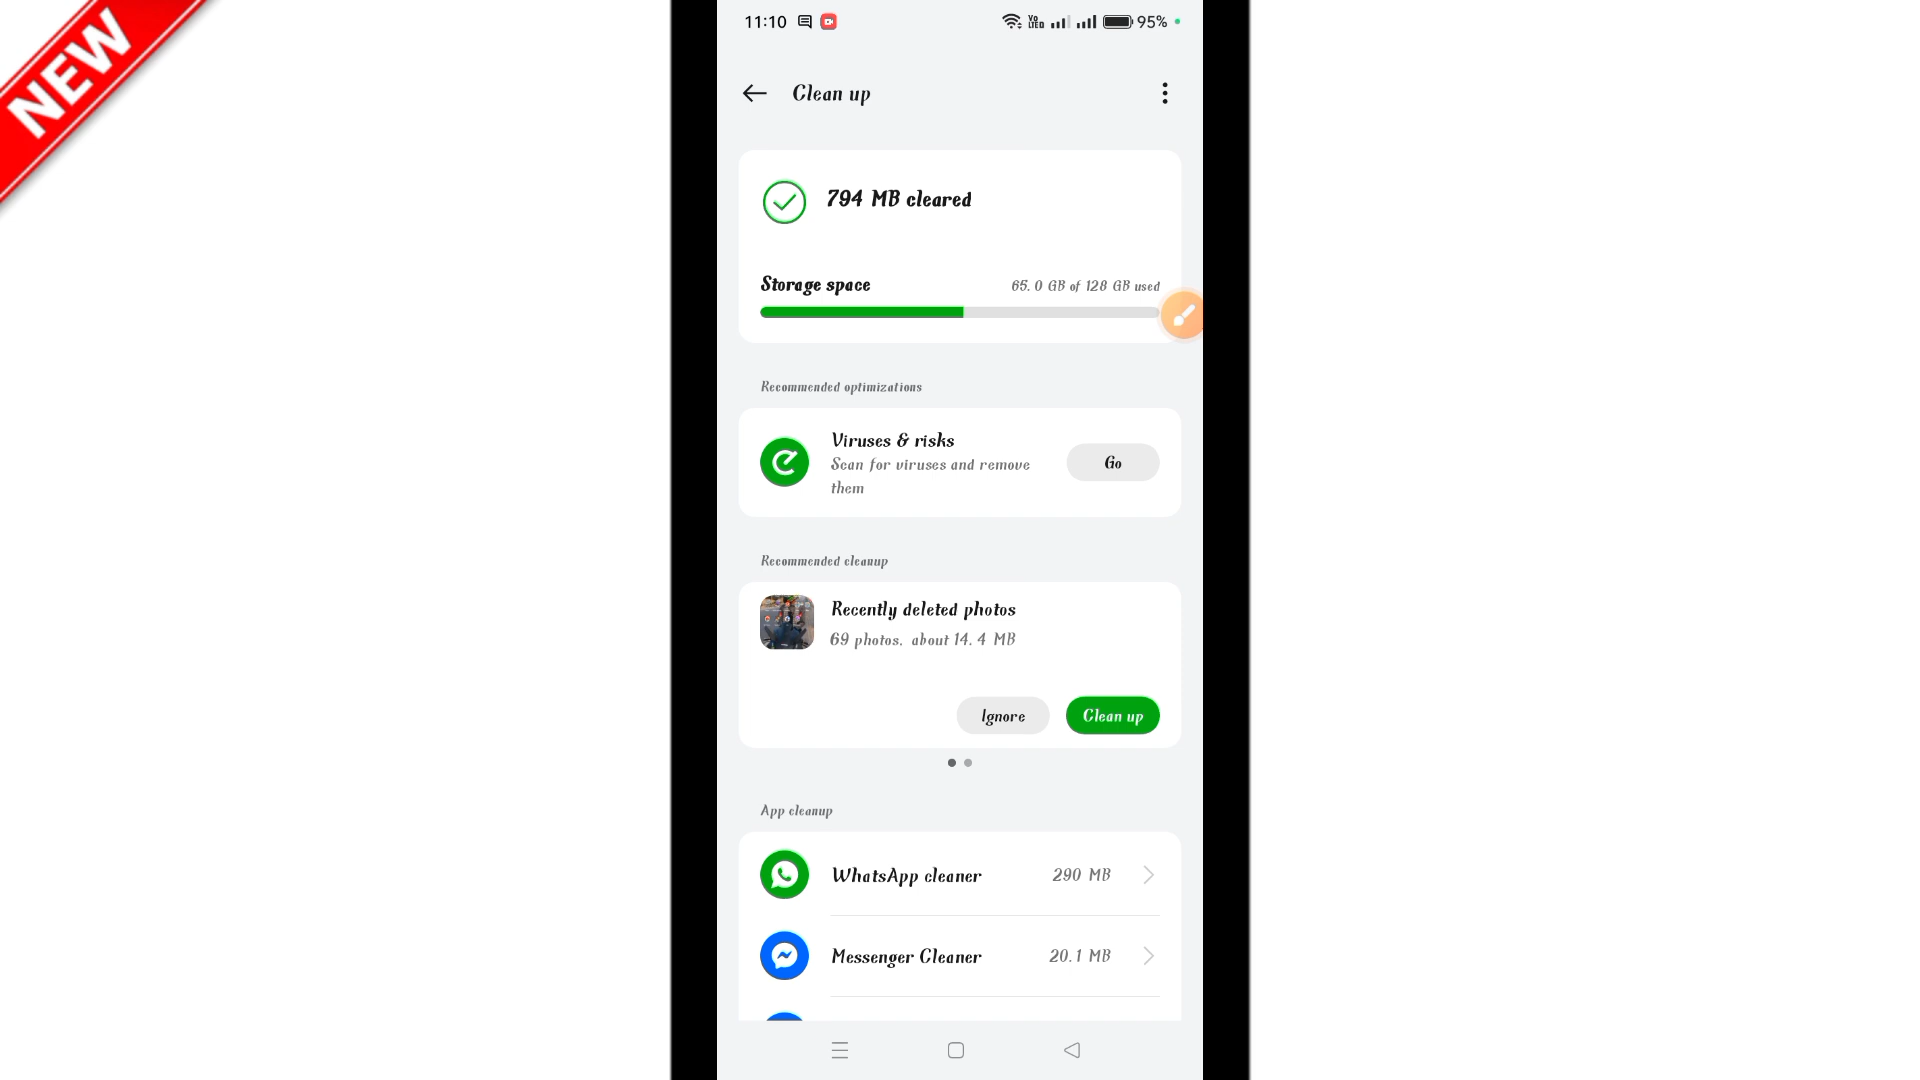 NEW
11:10
VO LTE 95%
Clean up
794 MB cleared
Storage space 65.0 GB of 128 GB used
Recommended optimizations
Viruses & risks
Scan for viruses and remove
them
Go
Recommended cleanup
Recently deleted photos
69 photos, about 14.4 MB
Ignore Clean up
App cleanup
WhatsApp cleaner 290 MB
Messenger Cleaner 20.1 MB